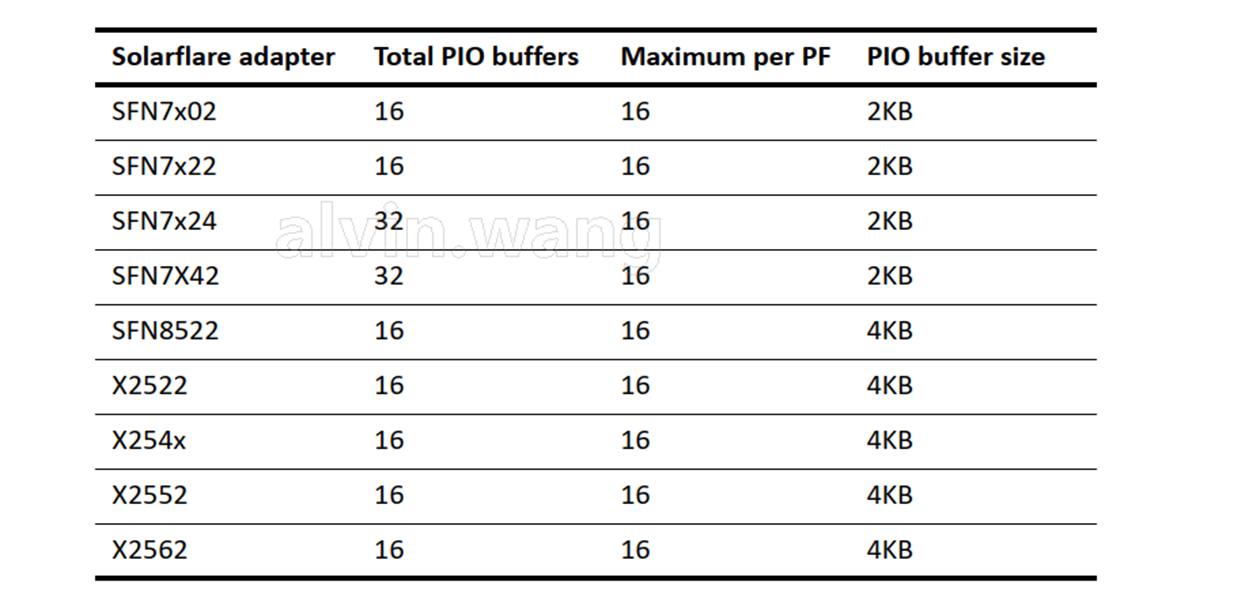 Solarflare adapter Total PIO buffers Maximum per PF PIO buffer size
SFN7x02 16 16 2KB
SFN7x22 16 16 2KB
SFN7x24 32 16 2KB
alvin.wang
SFN7X42 32 16 2KB
SFN8522 16 16 4KB
X2522 16 16 4KB
X254x 16 16 4KB
X2552 16 16 4KB
X2562 16 16 4KB